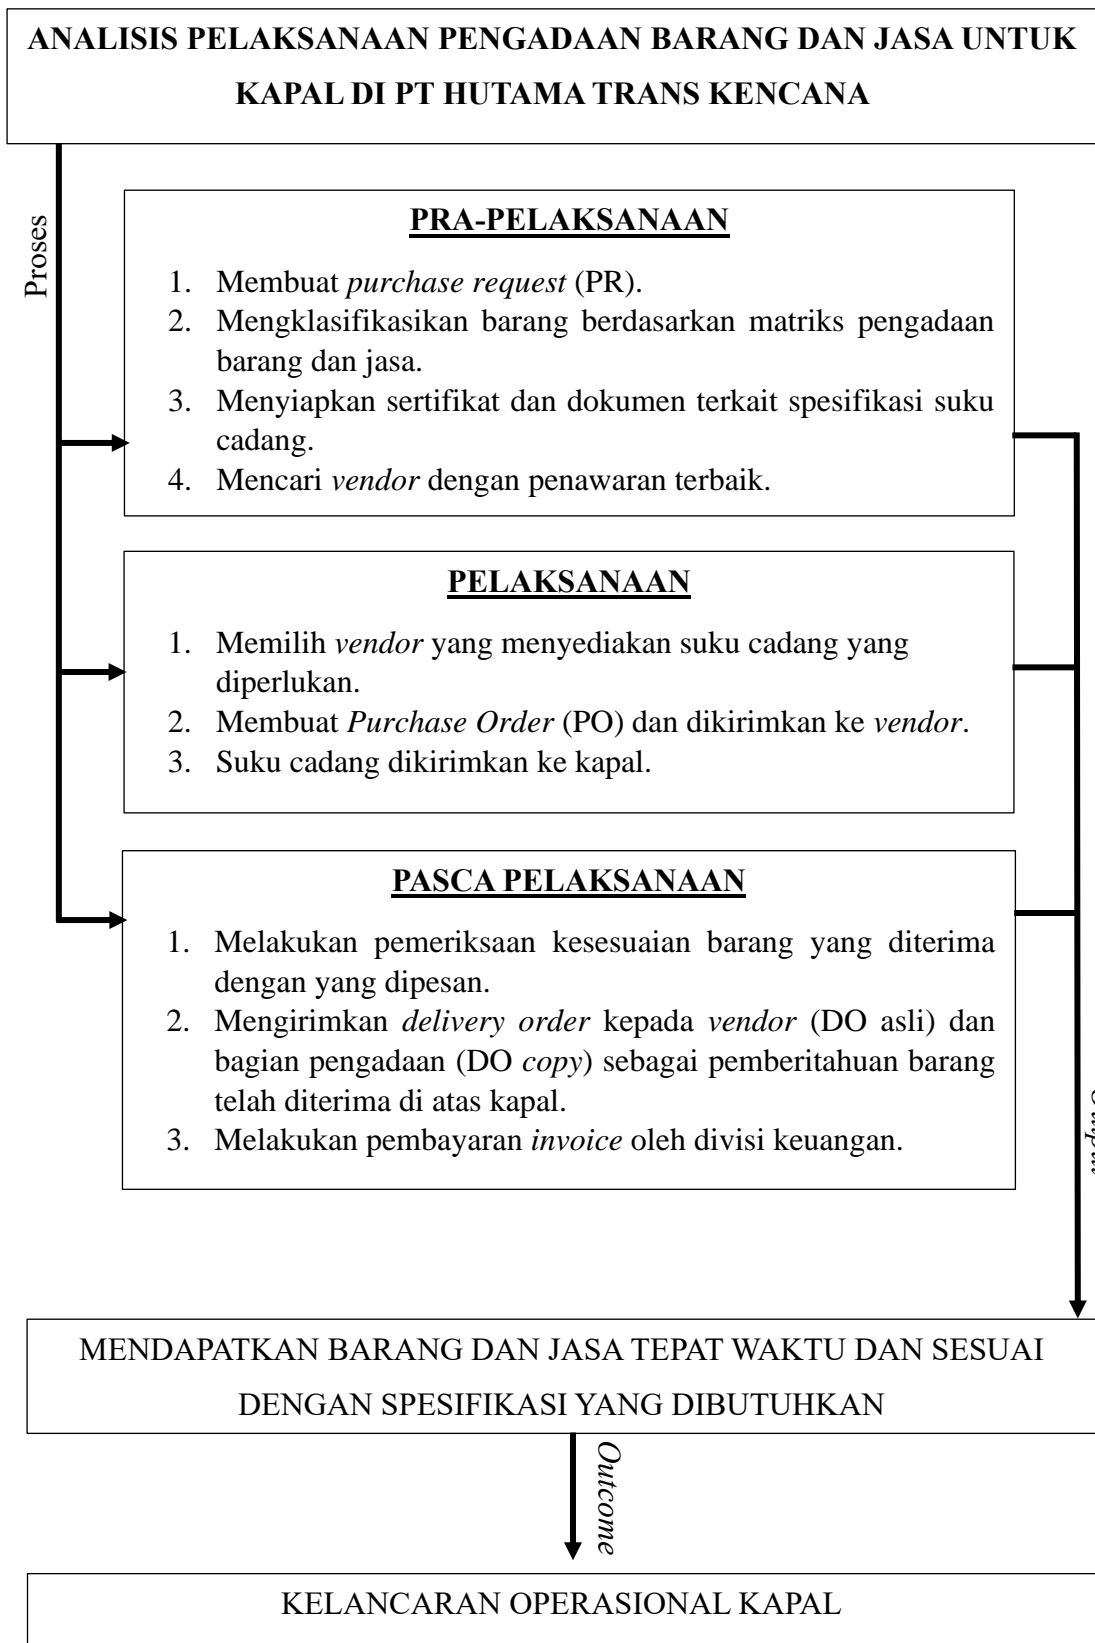 ANALISIS PELAKSANAAN PENGADAAN BARANG DAN JASA UNTUK
KAPAL DI PT HUTAMA TRANS KENCANA
Proses
PRA-PELAKSANAAN
1. Membuat purchase request (PR).
2. Mengklasifikasikan barang berdasarkan matriks pengadaan
barang dan jasa.
3. Menyiapkan sertifikat dan dokumen terkait spesifikasi suku
cadang.
4. Mencari vendor dengan penawaran terbaik.
PELAKSANAAN
1. Memilih vendor yang menyediakan suku cadang yang
diperlukan.
2. Membuat Purchase Order (PO) dan dikirimkan ke vendor.
3. Suku cadang dikirimkan ke kapal.
PASCA PELAKSANAAN
1. Melakukan pemeriksaan kesesuaian barang yang diterima
dengan yang dipesan.
2. Mengirimkan delivery order kepada vendor (DO asli) dan
bagian pengadaan (DO copy) sebagai pemberitahuan barang
telah diterima di atas kapal.
3. Melakukan pembayaran invoice oleh divisi keuangan.
MENDAPATKAN BARANG DAN JASA TEPAT WAKTU DAN SESUAI
DENGAN SPESIFIKASI YANG DIBUTUHKAN
Outcome
KELANCARAN OPERASIONAL KAPAL